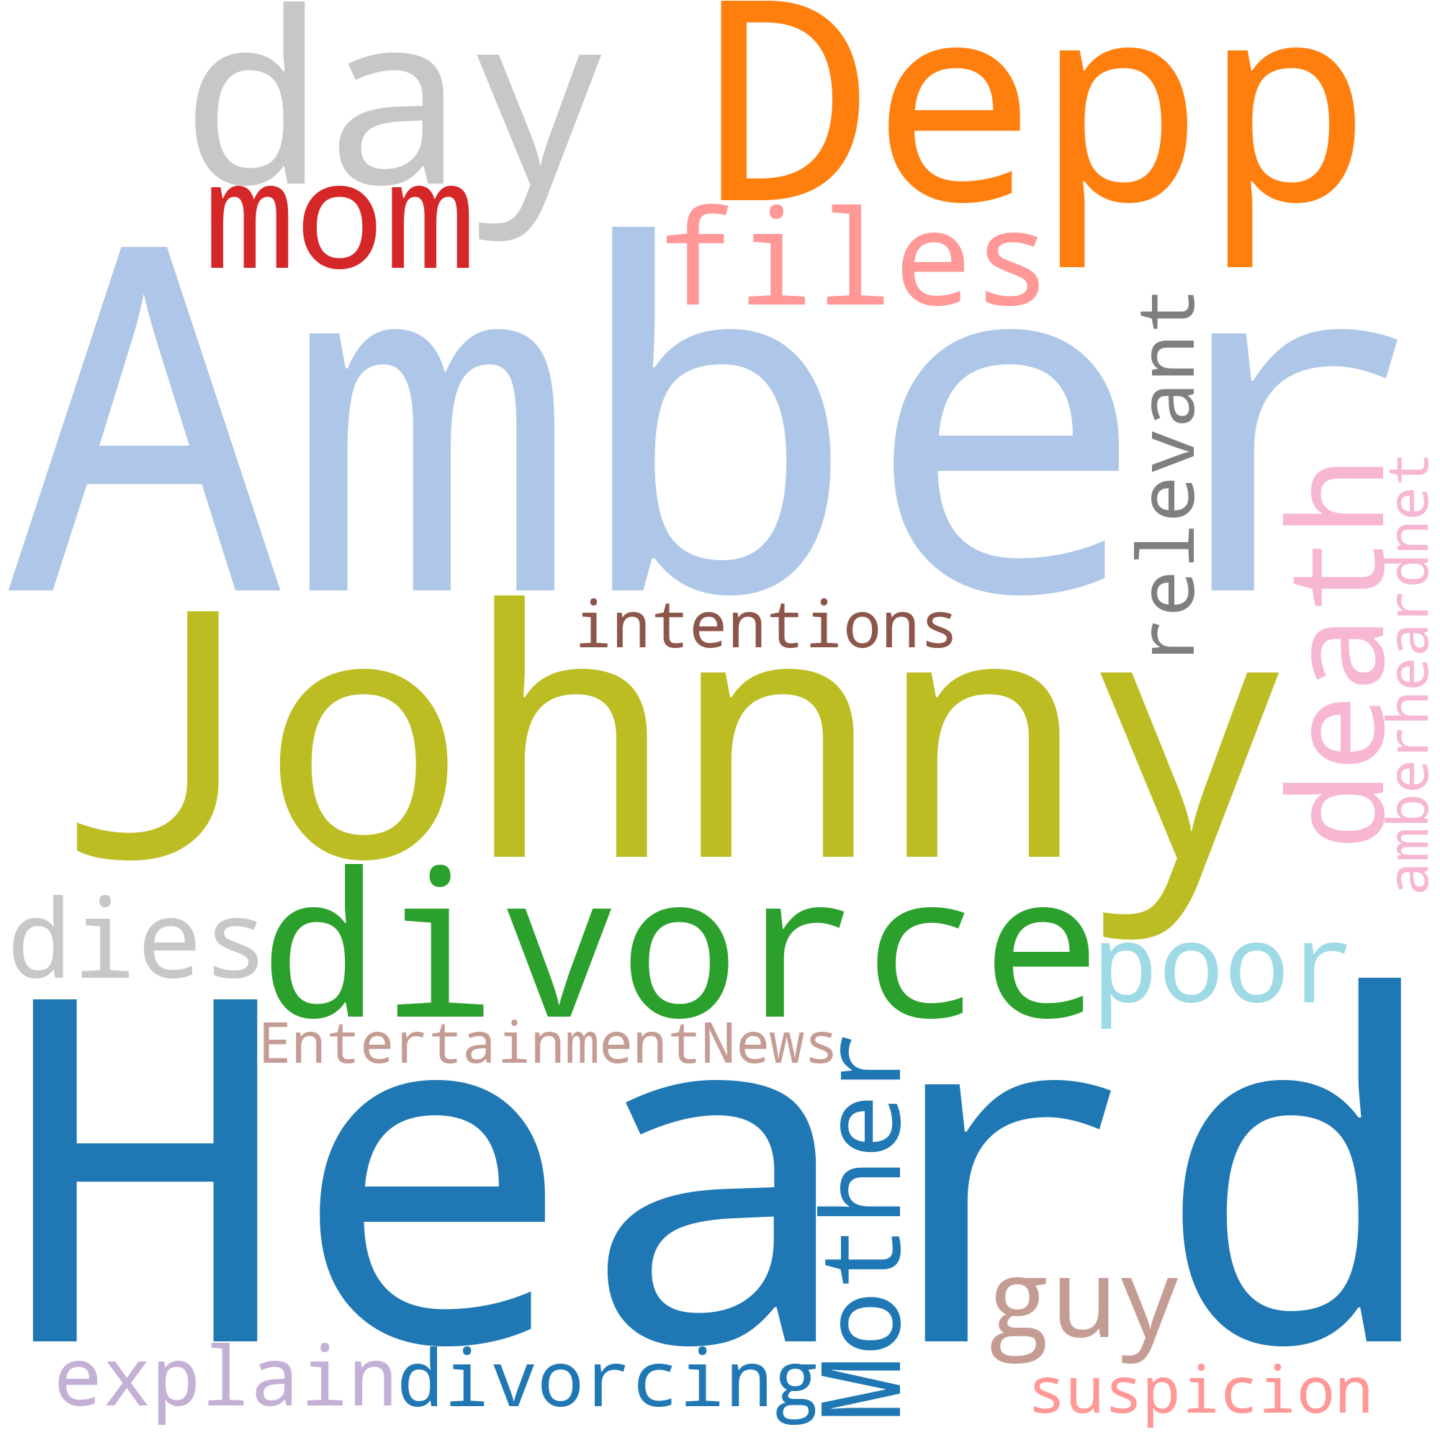 day
Depp
mom
files
Amber
relevant
death
amberheardnet
intentions
Johnny
dies
divorce
poor
EntertainmentNews
Heard
Mother
guy
explain
divorcing
suspicion